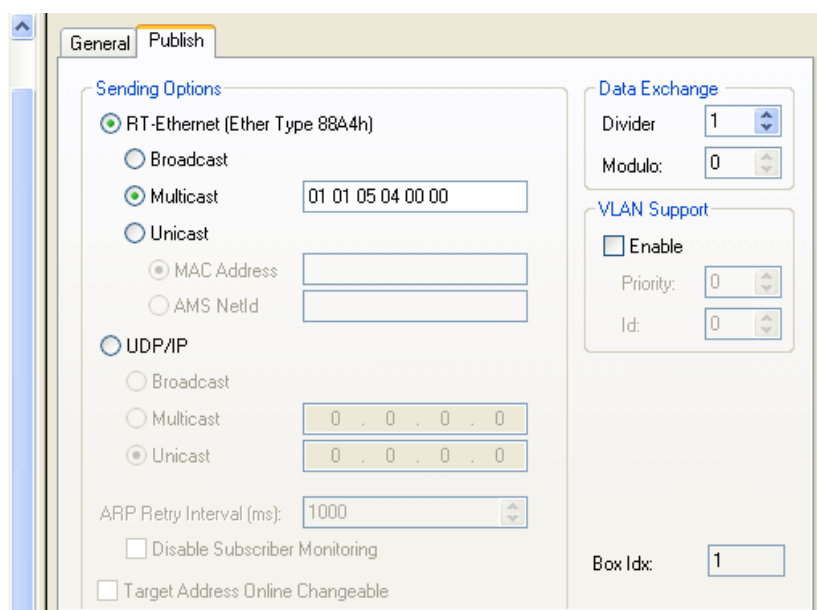 General
Publish
Sending Options
RT-Ethernet (Ether Type 88A4h)
Broadcast
Multicast 01 01 05 04 00 00
Unicast
MAC Address
AMS NetId
UDP/IP
Broadcast
Multicast 0 . 0 . 0 . 0
Unicast 0 . 0 . 0 . 0
ARP Retry Interval (ms): 1000
Disable Subscriber Monitoring
Target Address Online Changeable
Data Exchange
Divider 1
Modulo: 0
VLAN Support
Enable
Priority: 0
Id: 0
Box Idx: 1